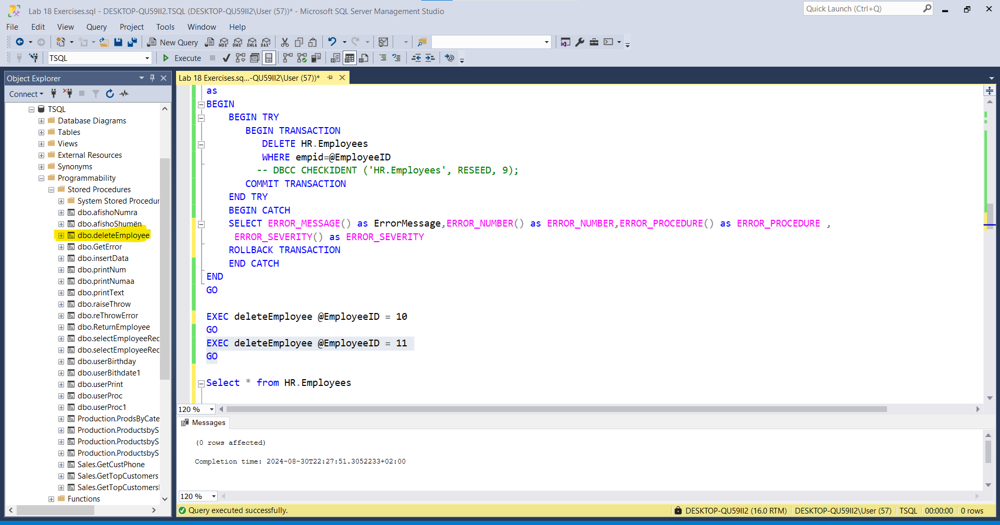 Lab 18 Exercises.sql - DESKTOP-QU59II2.TSQL (DESKTOP-QU59II2\User (57))* - Microsoft SQL Server Management Studio
Quick Launch (Ctrl+Q)
File Edit View Query Project Tools Window Help
New Query MDX DMX XMLA DAX
TSQL Execute
Object Explorer
Connect
TSQL
Database Diagrams
Tables
Views
External Resources
Synonyms
Programmability
Stored Procedures
System Stored Procedur
dbo.afishoNumra
dbo.afishoShumën
dbo.deleteEmployee
dbo.GetError
dbo.insertData
dbo.printNum
dbo.printNumaa
dbo.printText
dbo.raiseThrow
dbo.reThrowError
dbo.ReturnEmployee
dbo.selectEmployeeRec
dbo.selectEmployeeRec
dbo.userBirthday
dbo.userBithdate1
dbo.userPrint
dbo.userProc
dbo.userProc1
Production.ProdsByCate
Production.ProductsbyS
Production.ProductsbyS
Production.ProductsbyS
Sales.GetCustPhone
Sales.GetTopCustomers
Sales.GetTopCustomers
Functions
Lab 18 Exercises.sq...-QU59II2\User (57))*
as
BEGIN
BEGIN TRY
BEGIN TRANSACTION
DELETE HR.Employees
WHERE empid=@EmployeeID
-- DBCC CHECKIDENT ('HR.Employees', RESEED, 9);
COMMIT TRANSACTION
END TRY
BEGIN CATCH
SELECT ERROR_MESSAGE() as ErrorMessage,ERROR_NUMBER() as ERROR_NUMBER,ERROR_PROCEDURE() as ERROR_PROCEDURE ,
ERROR_SEVERITY() as ERROR_SEVERITY
ROLLBACK TRANSACTION
END CATCH
END
GO
EXEC deleteEmployee @EmployeeID = 10
GO
EXEC deleteEmployee @EmployeeID = 11
GO
Select * from HR.Employees
120 %
Messages
(0 rows affected)
Completion time: 2024-08-30T22:27:51.3052233+02:00
120 %
Query executed successfully.
DESKTOP-QU59II2 (16.0 RTM) DESKTOP-QU59II2\User (57) TSQL 00:00:00 0 rows